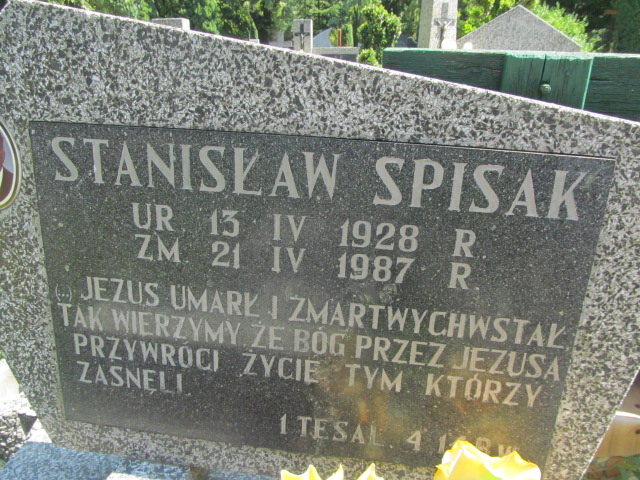 STANISŁAW SPISAK
UR 13 IV 1928 R
ZM 21 IV 1987 R
(..) JEZUS UMARŁ I ZMARTWYCHWSTAŁ
TAK WIERZYMY ŻE BÓG PRZEZ JEZUSA
PRZYWRÓCI ŻYCIE TYM KTÓRZY
ZASNĘLI
1 TESAL 4